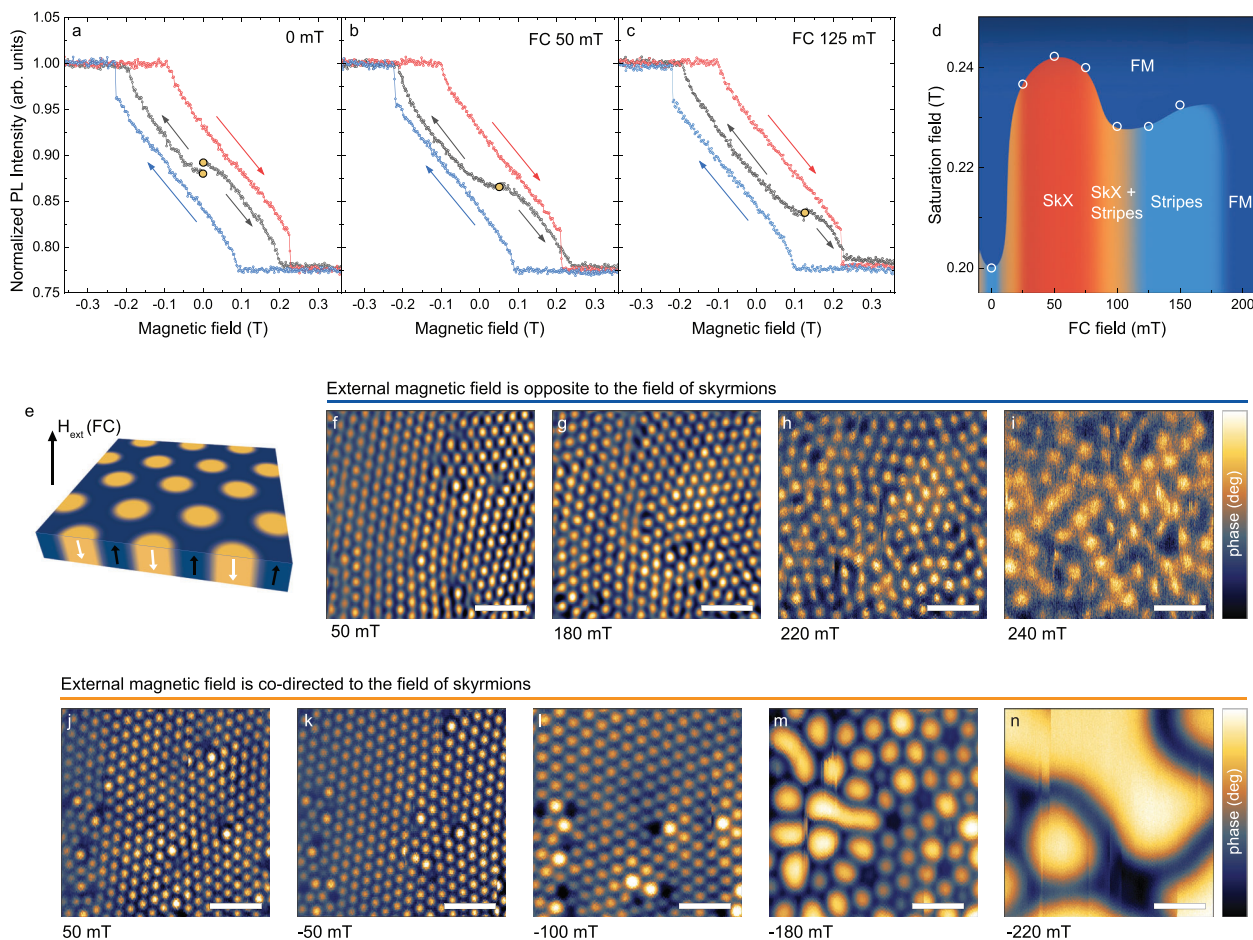 a
0 mT
b
FC 50 mT
c
FC 125 mT
d
Normalized PL Intensity (arb. units)
1.00
0.95
0.90
0.85
0.80
0.75
-0.3 -0.2 -0.1 0.0 0.1 0.2 0.3
-0.3 -0.2 -0.1 0.0 0.1 0.2 0.3
-0.3 -0.2 -0.1 0.0 0.1 0.2 0.3
Magnetic field (T)
Magnetic field (T)
Magnetic field (T)
Saturation field (T)
0.24
0.22
0.20
FM
SkX
SkX +
Stripes
Stripes
FM
0 50 100 150 200
FC field (mT)
External magnetic field is opposite to the field of skyrmions
e
Hext (FC)
f
g
h
i
phase (deg)
50 mT
180 mT
220 mT
240 mT
External magnetic field is co-directed to the field of skyrmions
j
k
l
m
n
phase (deg)
50 mT
-50 mT
-100 mT
-180 mT
-220 mT